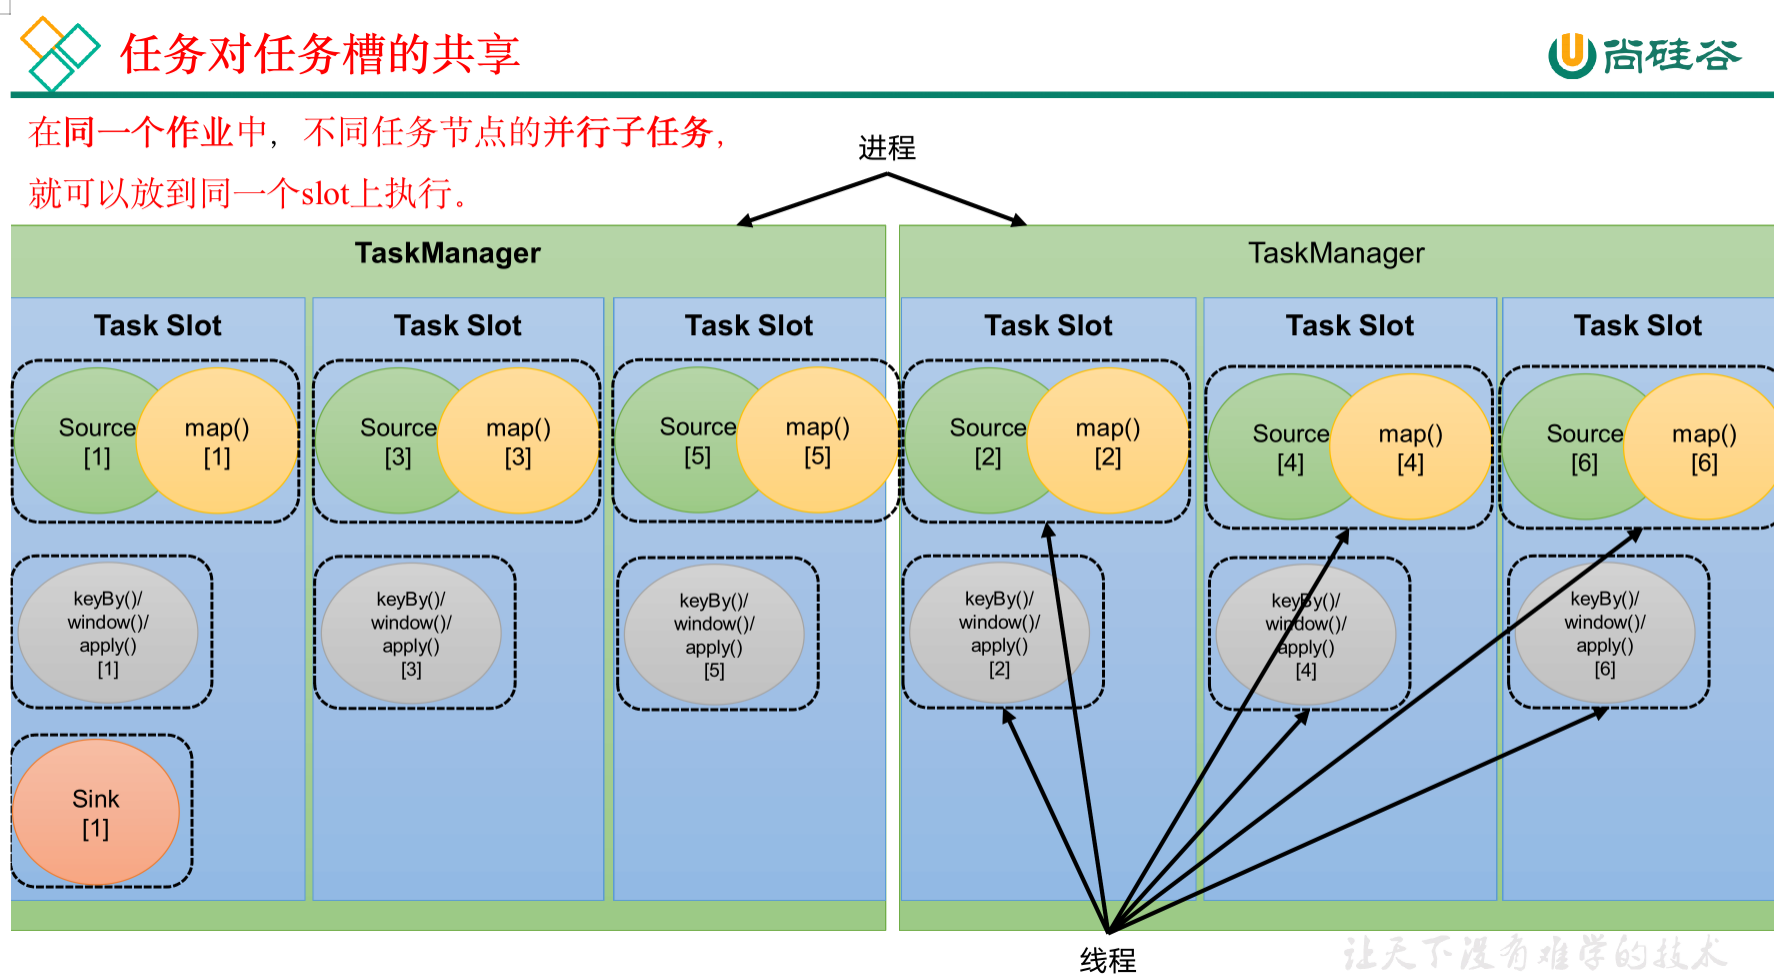 任务对任务槽的共享
尚硅谷
在同一个作业中，不同任务节点的并行子任务，
就可以放到同一个slot上执行。
进程
TaskManager
Task Slot
Task Slot
Task Slot
Source
[1]
map()
[1]
Source
[3]
map()
[3]
Source
[5]
map()
[5]
keyBy()/
window()/
apply()
[1]
keyBy()/
window()/
apply()
[3]
keyBy()/
window()/
apply()
[5]
Sink
[1]
TaskManager
Task Slot
Task Slot
Task Slot
Source
[2]
map()
[2]
Source
[4]
map()
[4]
Source
[6]
map()
[6]
keyBy()/
window()/
apply()
[2]
keyBy()/
window()/
apply()
[4]
keyBy()/
window()/
apply()
[6]
线程
让天下没有难学的技术